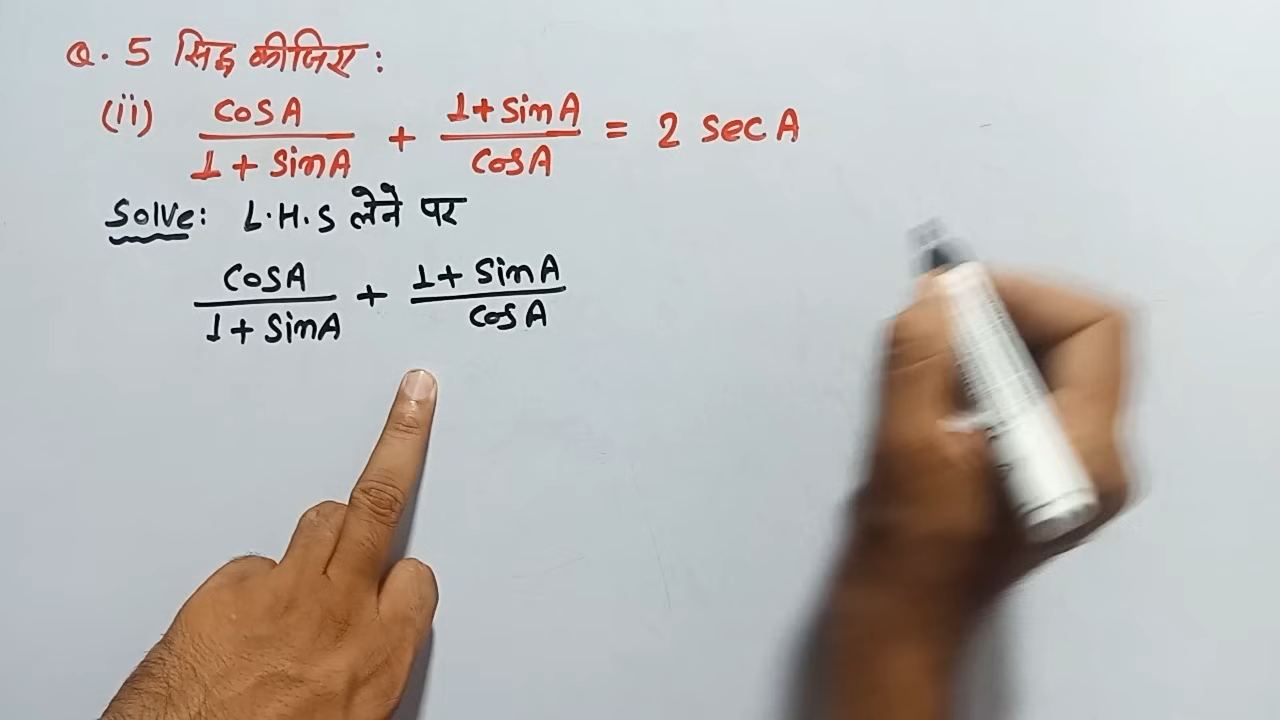 Q. 5 सिद्ध कीजिए :
(ii) cosA/1 + SinA + 1 + SinA/cosA = 2 secA
Solve: L.H.S लेने पर
cosA/1 + SinA + 1 + SinA/cosA